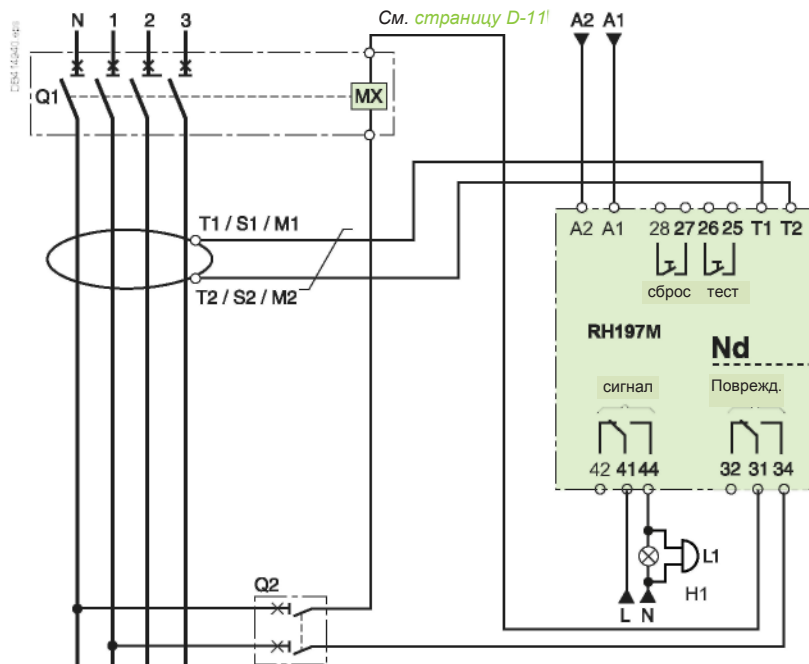 N 1 2 3
См. страницу D-11
A2 A1
DB414940.eps
Q1
MX
T1 / S1 / M1
T2 / S2 / M2
A2 A1 28 27 26 25 T1 T2
сброс тест
RH197M
Nd
сигнал
Поврежд.
42 41 44
32 31 34
L1
H1
L N
Q2